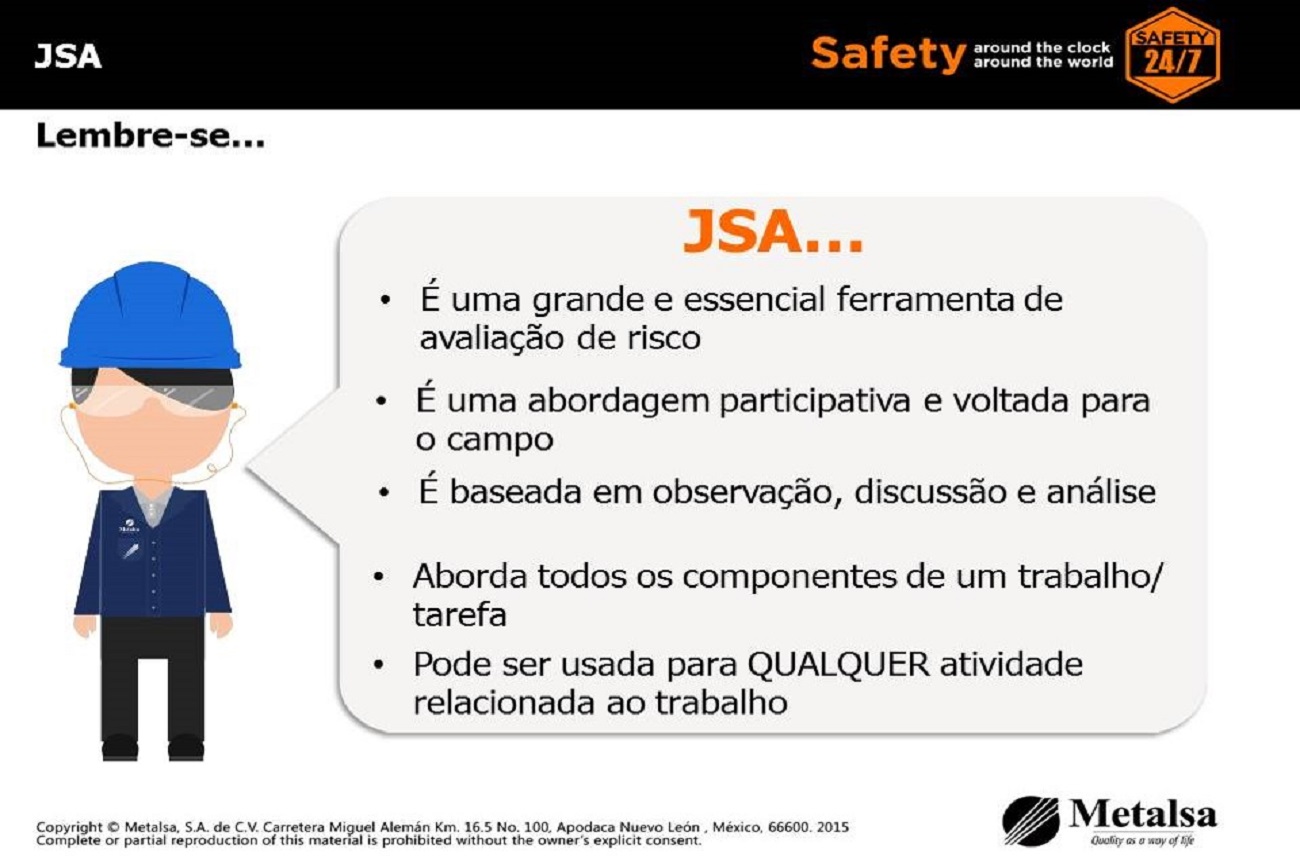 JSA
Safety around the clock
around the world
SAFETY
24/7
Lembre-se...
JSA...
• É uma grande e essencial ferramenta de
avaliação de risco
• É uma abordagem participativa e voltada para
o campo
• É baseada em observação, discussão e análise
• Aborda todos os componentes de um trabalho/
tarefa
• Pode ser usada para QUALQUER atividade
relacionada ao trabalho
Metalsa
Copyright © Metalsa, S.A. de C.V. Carretera Miguel Alemán Km. 16.5 No. 100, Apodaca Nuevo León , México, 66600. 2015
Complete or partial reproduction of this material is prohibited without the owner's explicit consent.
Metalsa
Quality as a way of life